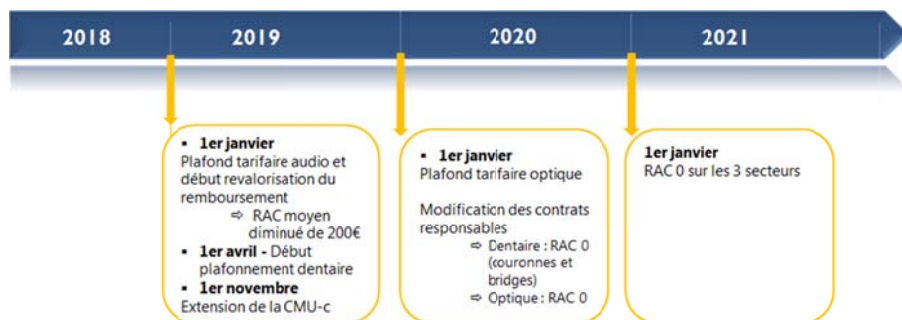 2018
2019
2020
2021
▪ 1er janvier
Plafond tarifaire audio et
début revalorisation du
remboursement
⇨ RAC moyen
diminué de 200€
▪ 1er avril - Début
plafonnement dentaire
▪ 1er novembre
Extension de la CMU-c
▪ 1er janvier
Plafond tarifaire optique
Modification des contrats
responsables
⇨ Dentaire : RAC 0
(couronnes et
bridges)
⇨ Optique : RAC 0
1er janvier
RAC 0 sur les 3 secteurs